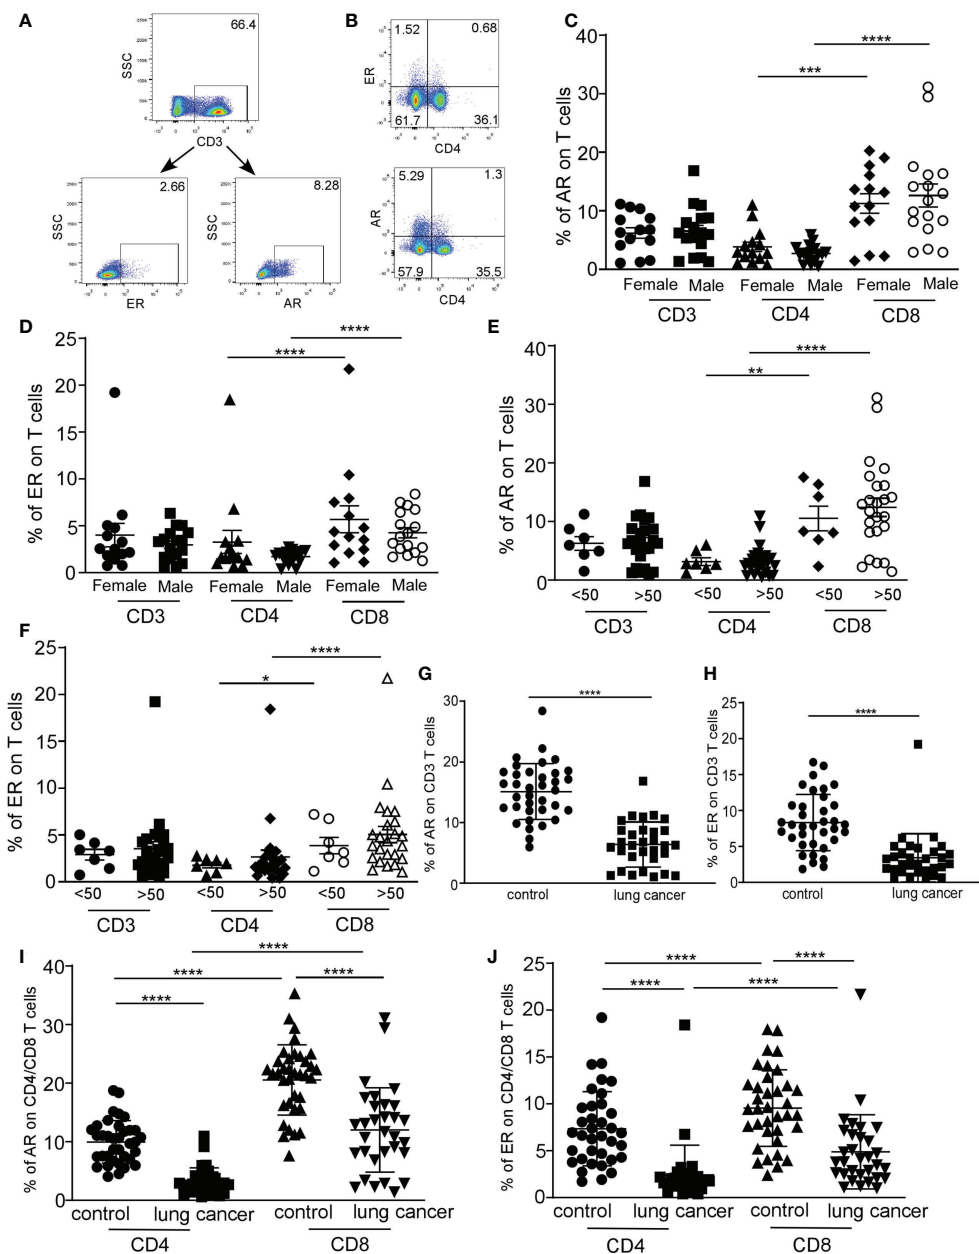 A
B
C
66.4
SSC
CD3
2.66
8.28
SSC
SSC
ER
AR
1.52
0.68
ER
61.7
36.1
CD4
5.29
1.3
AR
57.9
35.5
CD4
% of AR on T cells
40
30
20
10
0
**** 
***
Female Male Female Male Female Male
CD3 CD4 CD8
D
% of ER on T cells
25
20
15
10
5
0
****
****
Female Male Female Male Female Male
CD3 CD4 CD8
E
% of AR on T cells
40
30
20
10
0
****
**
<50 >50 <50 >50 <50 >50
CD3 CD4 CD8
F
% of ER on T cells
25
20
15
10
5
0
****
*
<50 >50 <50 >50 <50 >50
CD3 CD4 CD8
G
% of AR on CD3 T cells
30
20
10
0
****
control lung cancer
H
% of ER on CD3 T cells
25
20
15
10
5
0
****
control lung cancer
I
% of AR on CD4/CD8 T cells
40
30
20
10
0
****
**** ****
****
control lung cancer control lung cancer
CD4 CD8
J
% of ER on CD4/CD8 T cells
25
20
15
10
5
0
**** ****
**** ****
control lung cancer control lung cancer
CD4 CD8